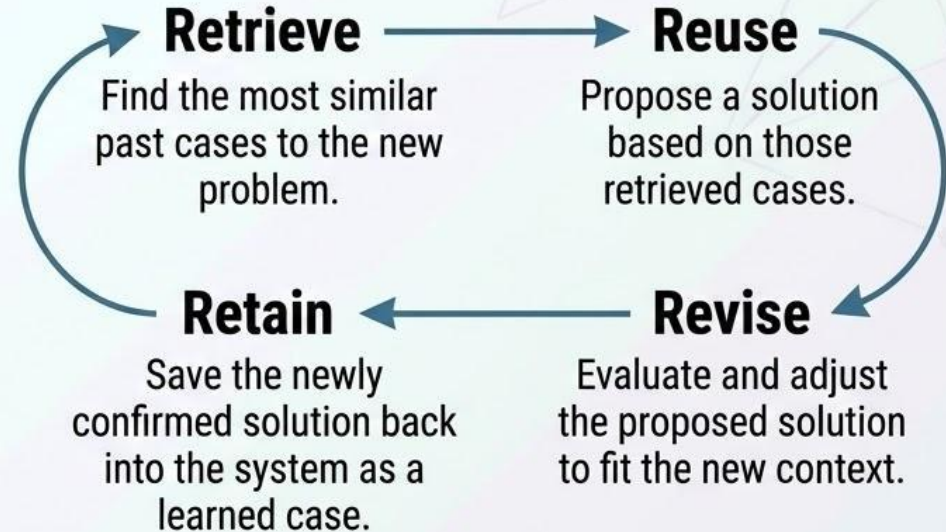 Retrieve
Find the most similar
past cases to the new
problem.
Reuse
Propose a solution
based on those
retrieved cases.
Revise
Evaluate and adjust
the proposed solution
to fit the new context.
Retain
Save the newly
confirmed solution back
into the system as a
learned case.